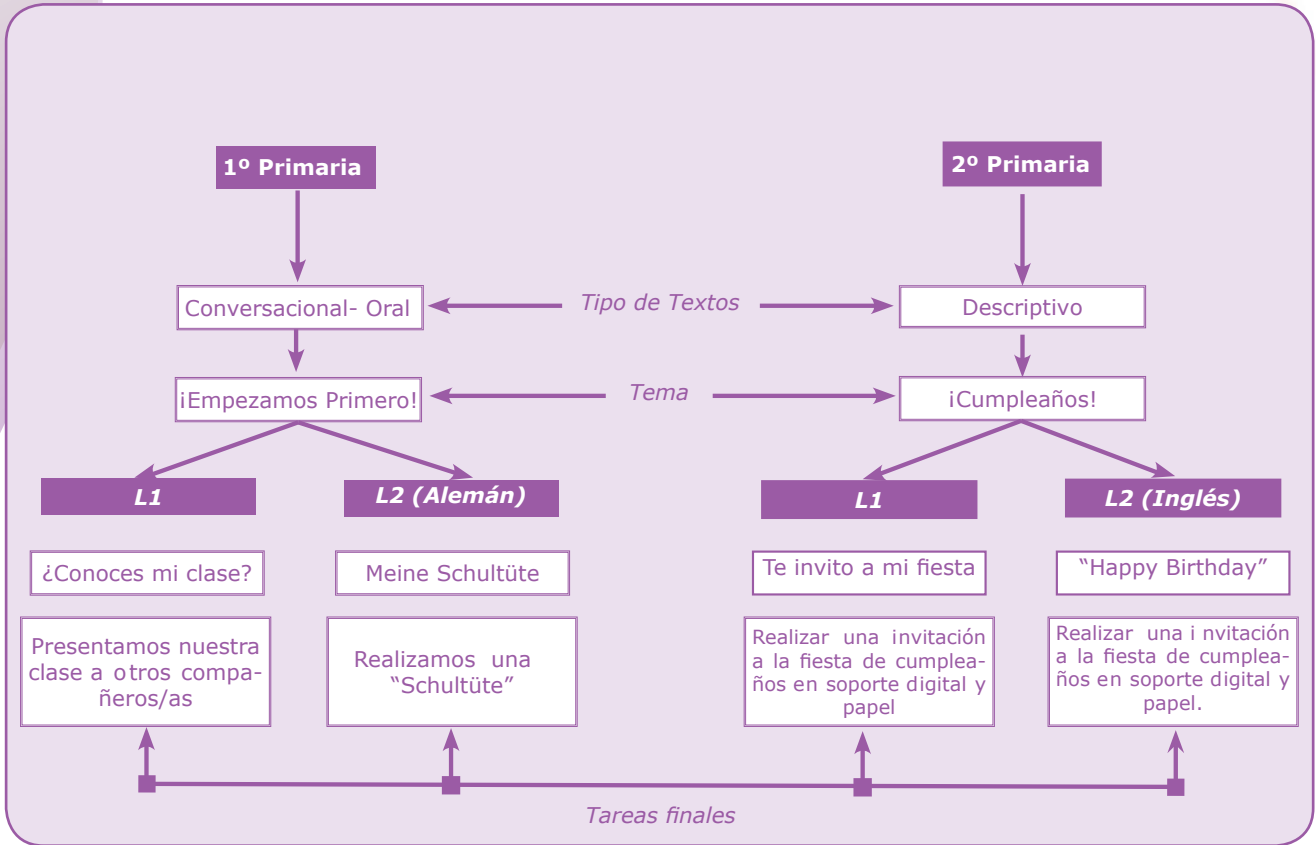 1º Primaria
2º Primaria
Conversacional- Oral
Tipo de Textos
Descriptivo
¡Empezamos Primero!
Tema
¡Cumpleaños!
L1
L2 (Alemán)
L1
L2 (Inglés)
¿Conoces mi clase?
Meine Schultüte
Te invito a mi fiesta
“Happy Birthday”
Presentamos nuestra
clase a otros compa-
ñeros/as
Realizamos una
“Schultüte”
Realizar una invitación
a la fiesta de cumplea-
ños en soporte digital y
papel
Realizar una i nvitación
a la fiesta de cumplea-
ños en soporte digital y
papel.
Tareas finales